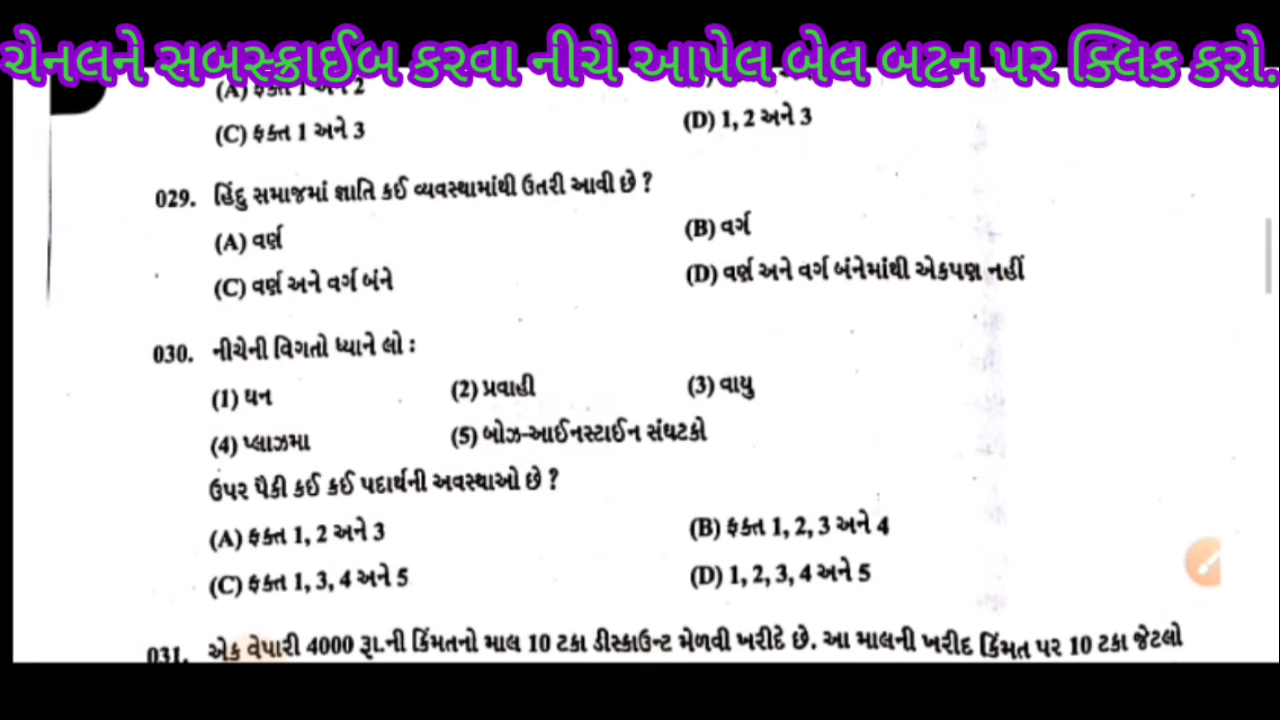 ચેનલને સબસ્ક્રાઈબ કરવા નીચે આપેલ બેલ બટન પર ક્લિક કરો.
(A) ફક્ત 1 અને 2
(C) ફક્ત 1 અને 3 (D) 1, 2 અને 3
029. હિંદુ સમાજમાં જ્ઞાતિ કઈ વ્યવસ્થામાંથી ઉતરી આવી છે ?
(A) વર્ણ (B) વર્ગ
(C) વર્ણ અને વર્ગ બંને (D) વર્ણ અને વર્ગ બંનેમાંથી એકપણ નહીં
030. નીચેની વિગતો ધ્યાને લો :
(1) ઘન (2) પ્રવાહી (3) વાયુ
(4) પ્લાઝમા (5) બોઝ-આઈનસ્ટાઈન સંઘટકો
ઉપર પૈકી કઈ કઈ પદાર્થની અવસ્થાઓ છે ?
(A) ફક્ત 1, 2 અને 3 (B) ફક્ત 1, 2, 3 અને 4
(C) ફક્ત 1, 3, 4 અને 5 (D) 1, 2, 3, 4 અને 5
031. એક વેપારી 4000 રૂા.ની કિંમતનો માલ 10 ટકા ડીસ્કાઉન્ટ મેળવી ખરીદે છે. આ માલની ખરીદ કિંમત પર 10 ટકા જેટલો